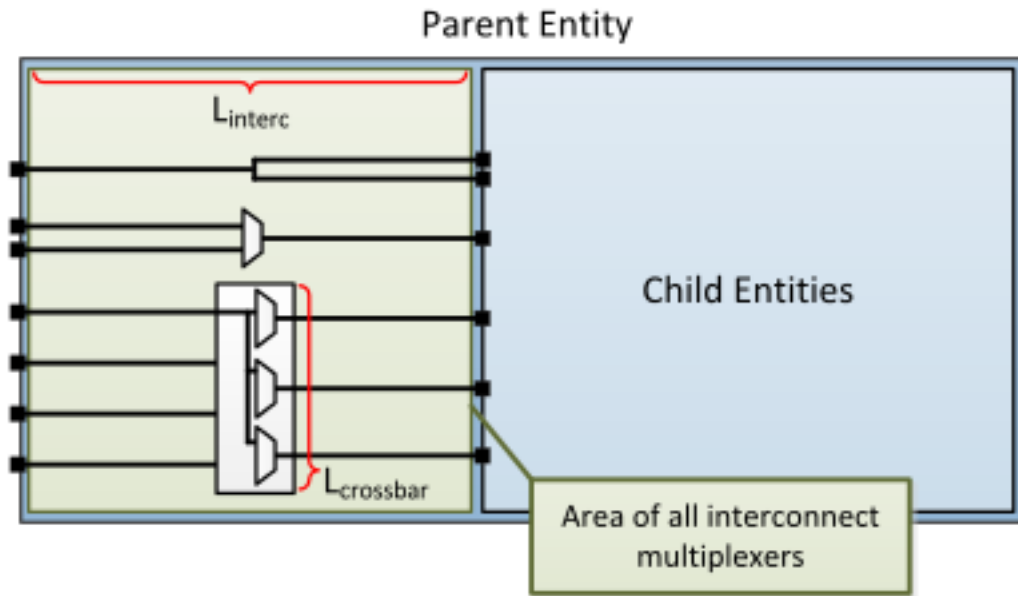 Parent Entity
Linterc
Child Entities
Lcrossbar
Area of all interconnect
multiplexers